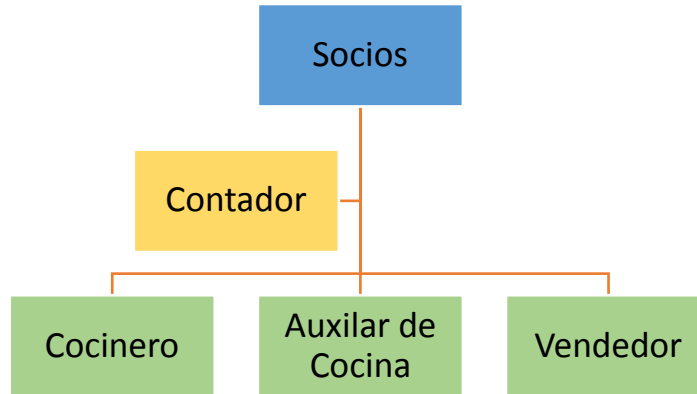 Socios
Contador
Cocinero
Auxilar de
Cocina
Vendedor